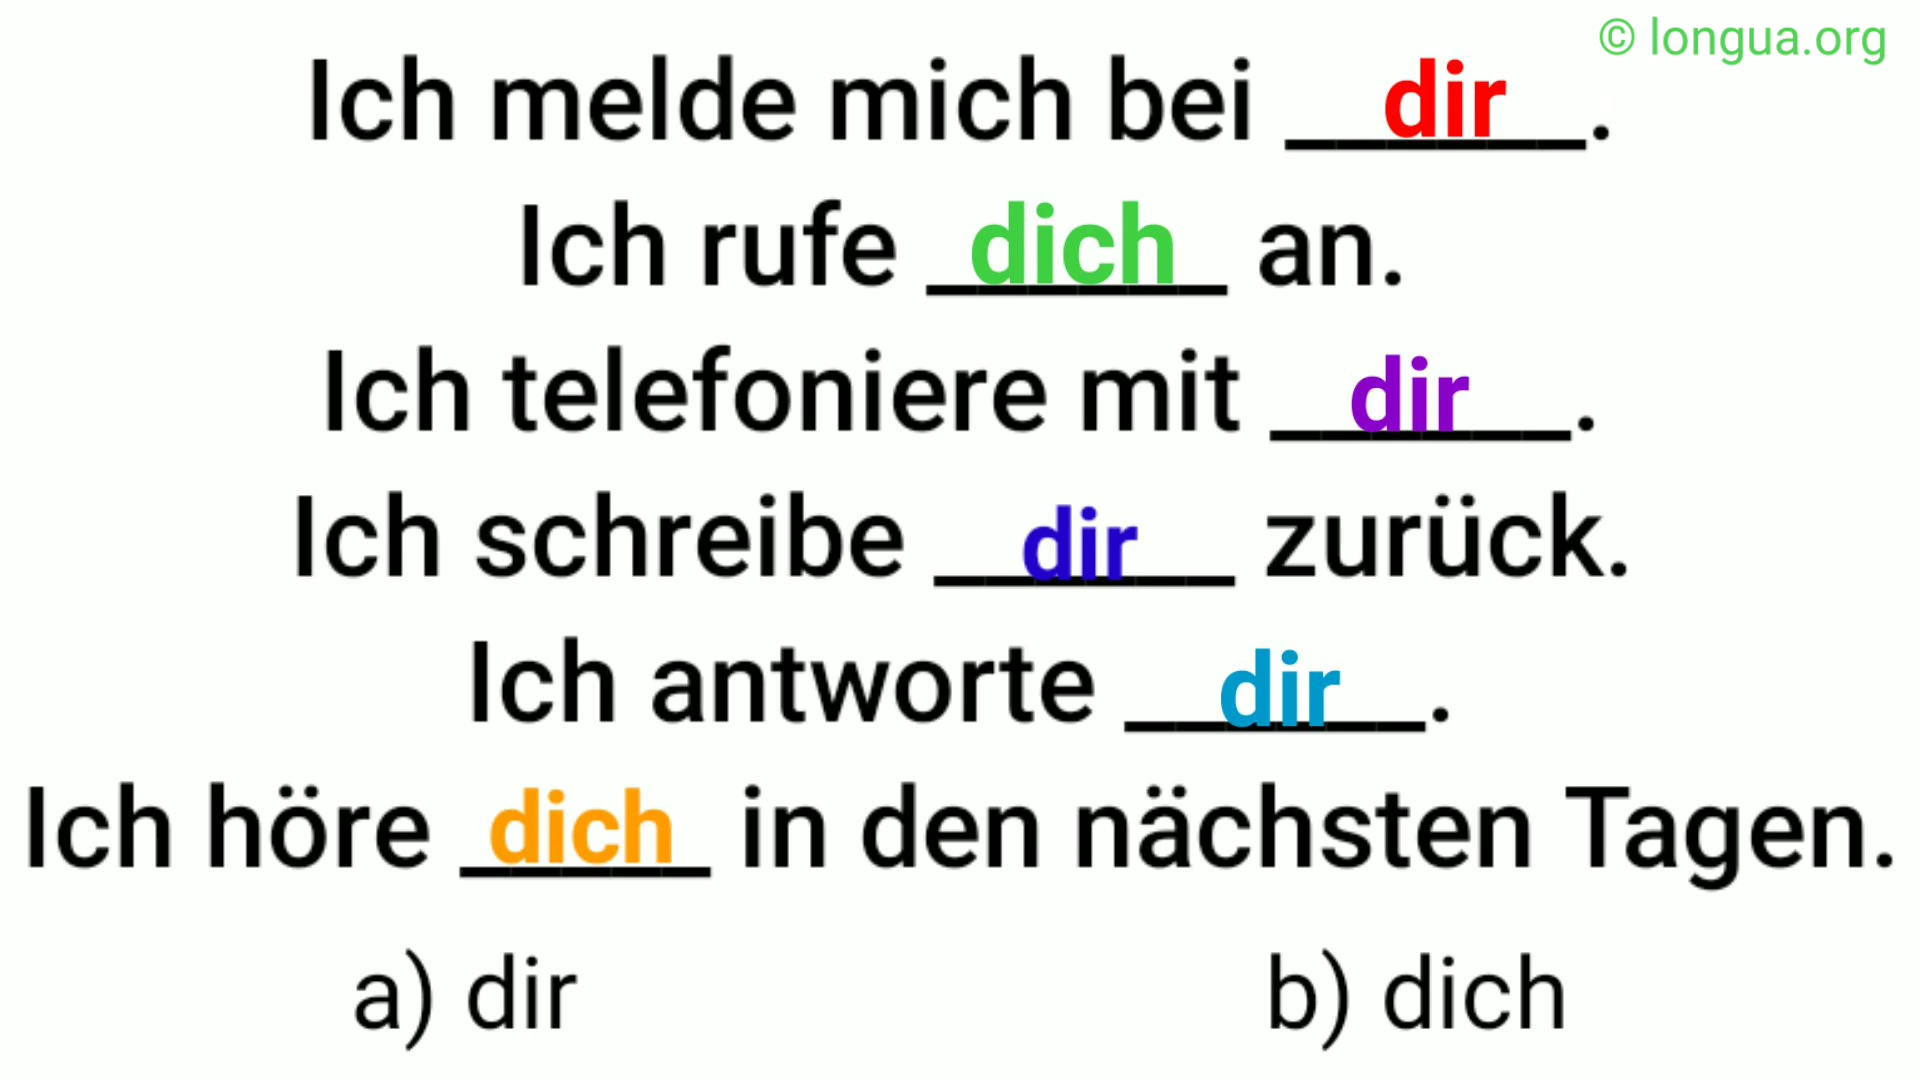 © longua.org
Ich melde mich bei dir.
Ich rufe dich an.
Ich telefoniere mit dir.
Ich schreibe dir zurück.
Ich antworte dir.
Ich höre dich in den nächsten Tagen.
a) dir b) dich